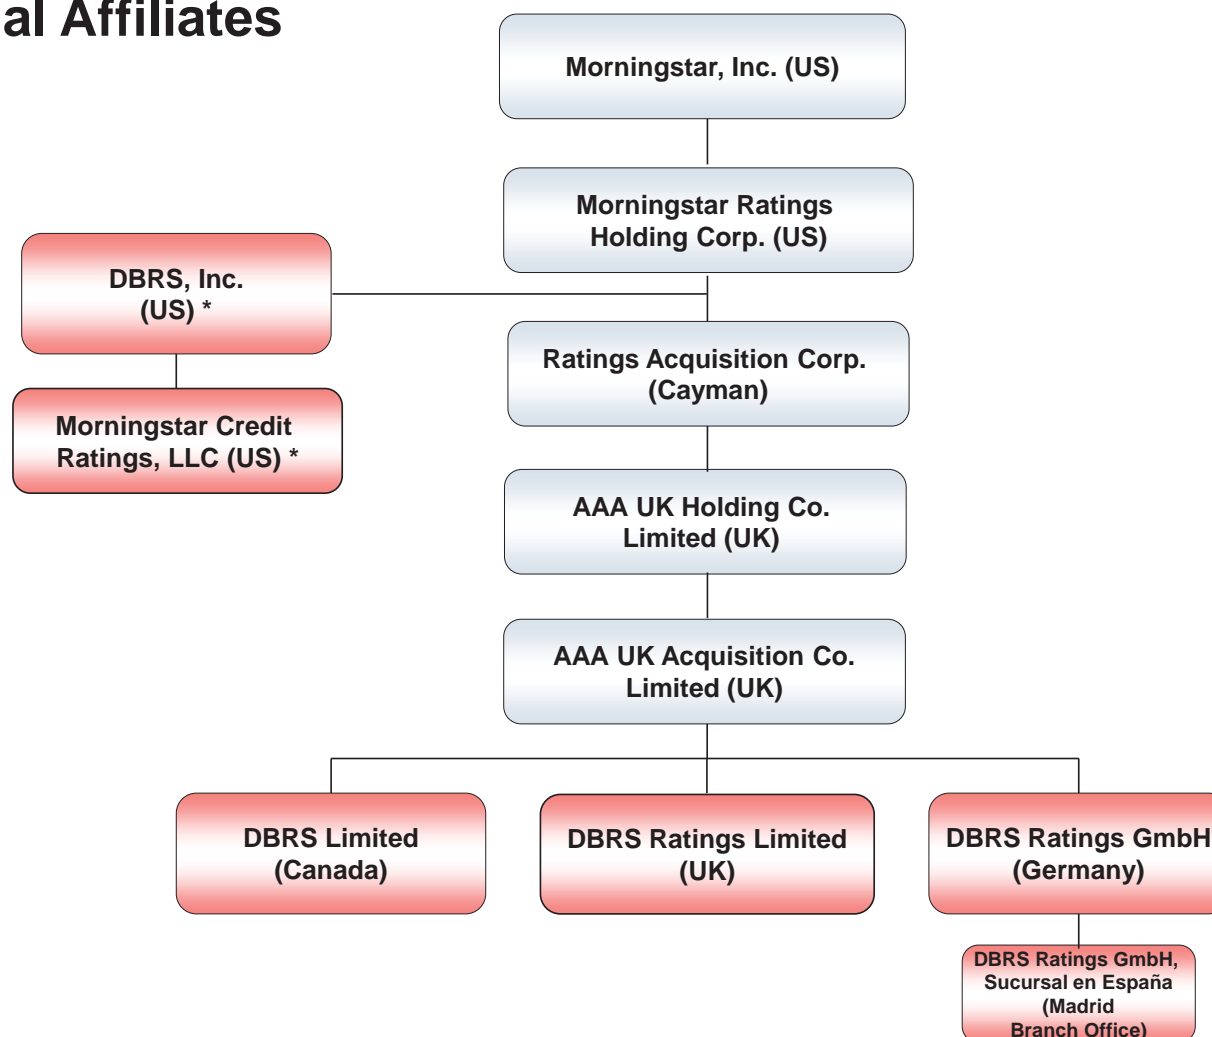 al Affiliates
Morningstar, Inc. (US)
Morningstar Ratings
Holding Corp. (US)
DBRS, Inc.
(US) *
Ratings Acquisition Corp.
(Cayman)
Morningstar Credit
Ratings, LLC (US) *
AAA UK Holding Co.
Limited (UK)
AAA UK Acquisition Co.
Limited (UK)
DBRS Limited
(Canada)
DBRS Ratings Limited
(UK)
DBRS Ratings GmbH
(Germany)
DBRS Ratings GmbH,
Sucursal en España
(Madrid
Branch Office)